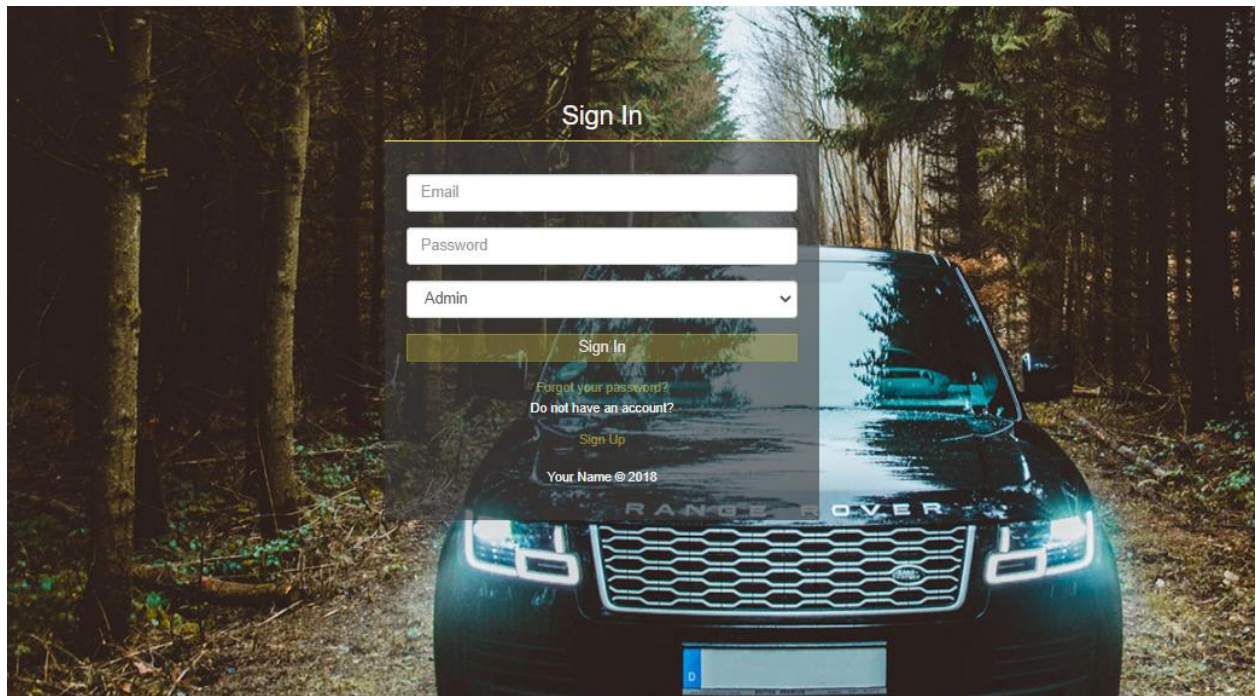 Sign In
Email
Password
Admin
Sign In
Forgot your password?
Do not have an account?
Sign Up
Your Name © 2018
RANGE ROVER
D